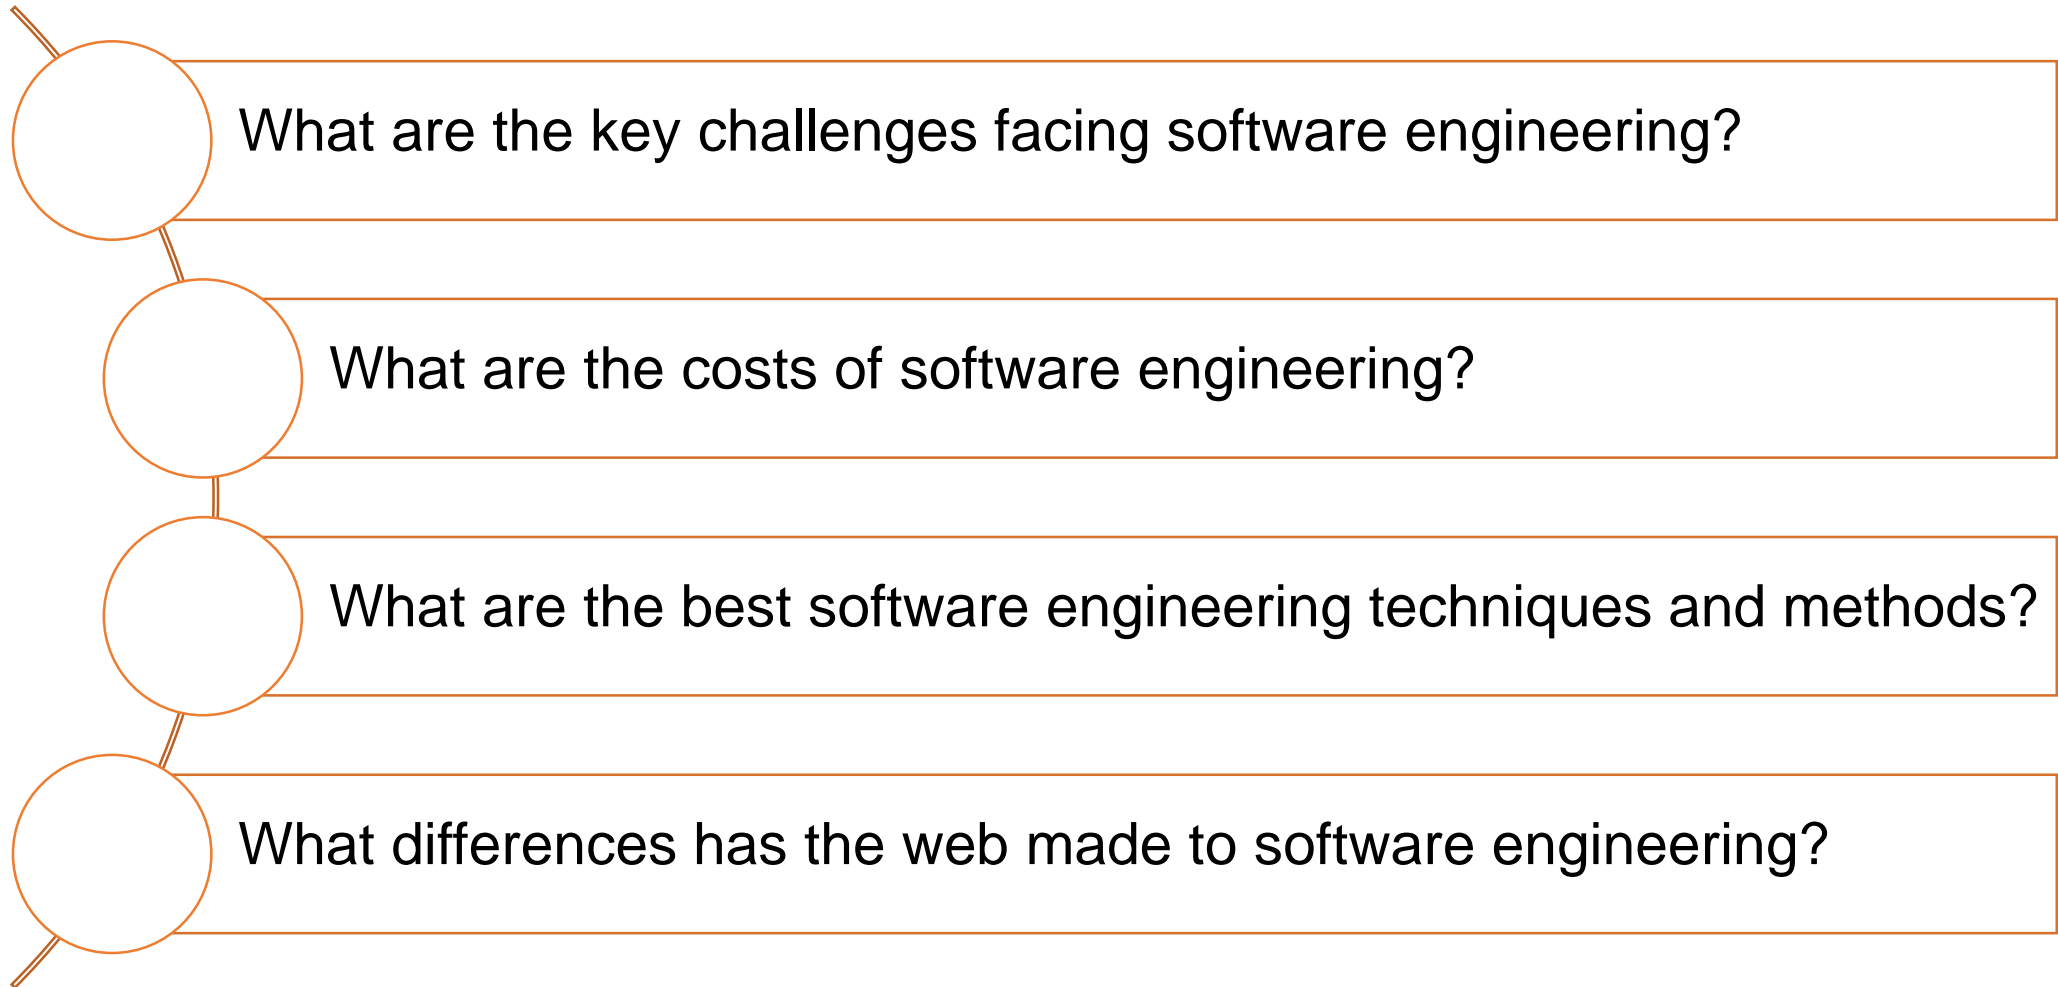 What are the key challenges facing software engineering?
What are the costs of software engineering?
What are the best software engineering techniques and methods?
What differences has the web made to software engineering?